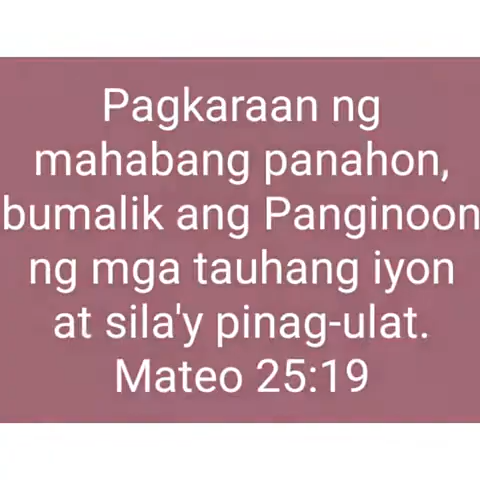 Pagkaraan ng
mahabang panahon,
bumalik ang Panginoon
ng mga tauhang iyon
at sila'y pinag-ulat.
Mateo 25:19